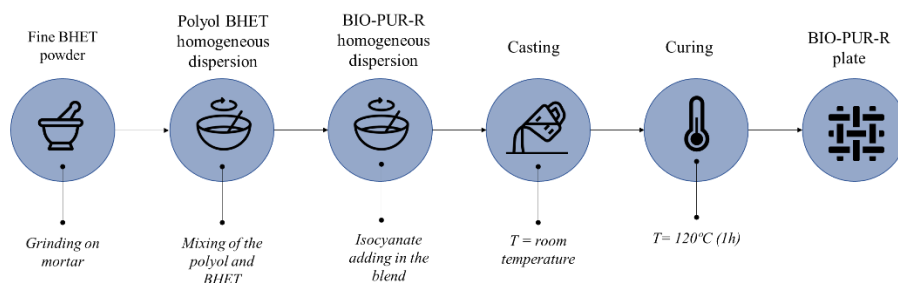 Fine BHET
powder
Polyol BHET
homogeneous
dispersion
BIO-PUR-R
homogeneous
dispersion
Casting
Curing
BIO-PUR-R
plate
Grinding on
mortar
Mixing of the
polyol and
BHET
Isocyanate
adding in the
blend
T = room
temperature
T= 120ºC (1h)